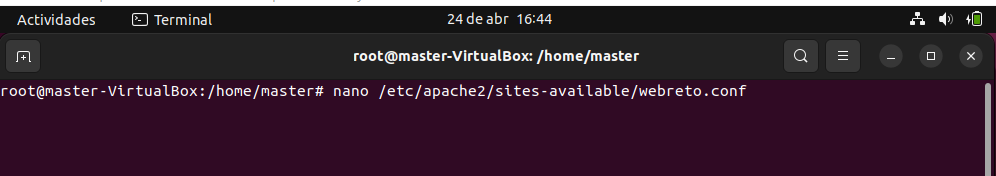 Actividades Terminal 24 de abr 16:44
root@master-VirtualBox: /home/master
root@master-VirtualBox:/home/master# nano /etc/apache2/sites-available/webreto.conf